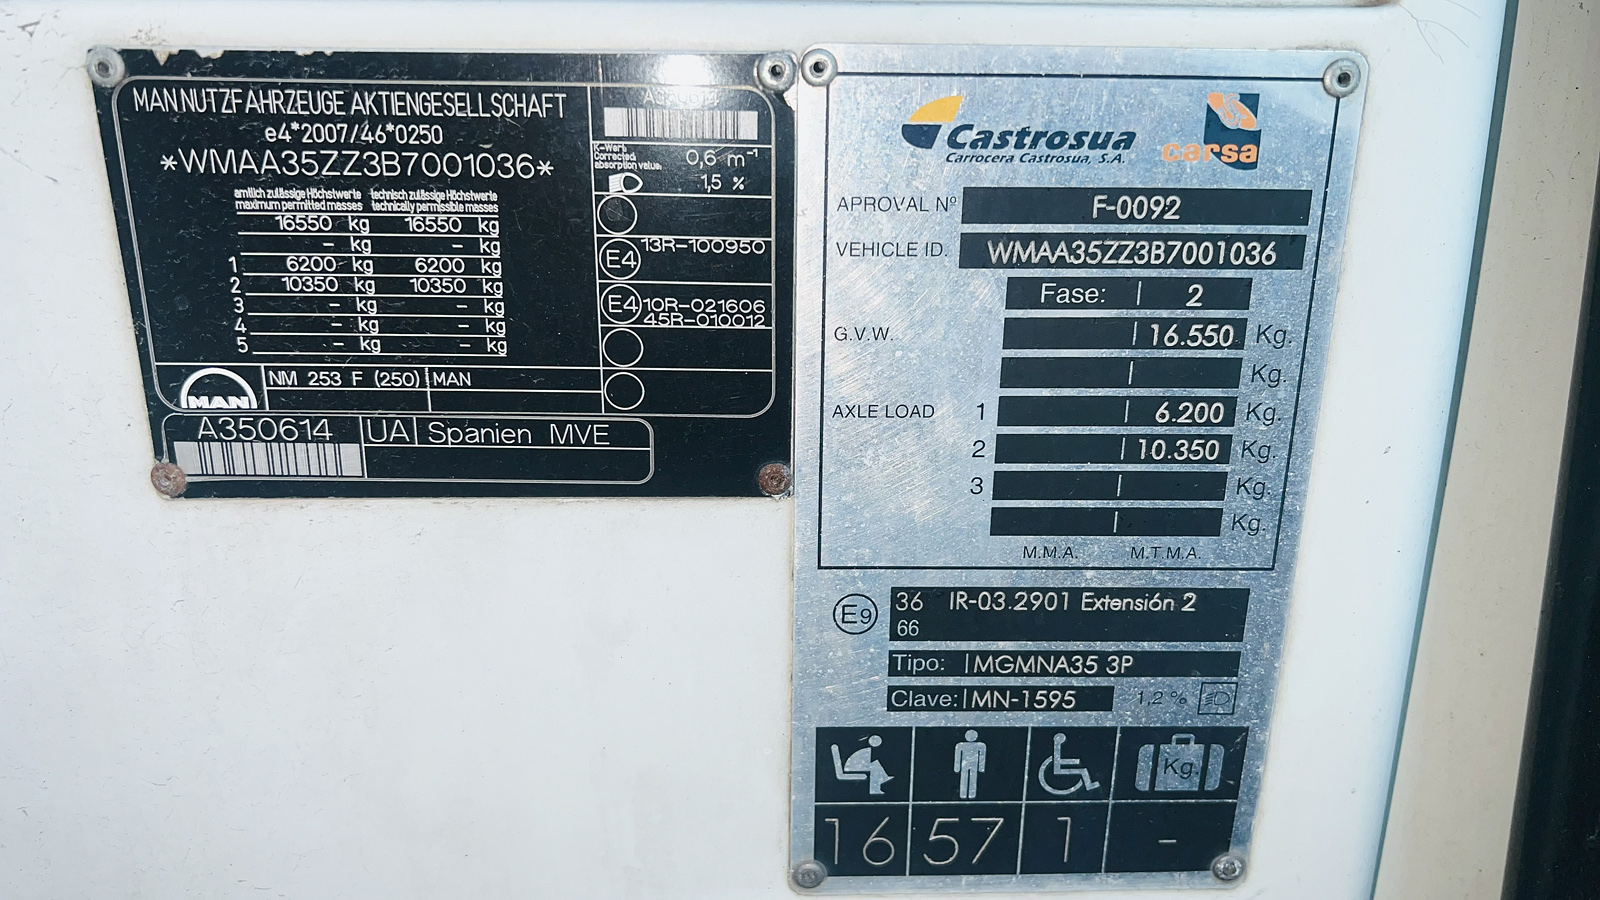 MAN NUTZFAHRZEUGE AKTIENGESELLSCHAFT
e4*2007/46*0250
*WMAA35ZZ3B7001036*
amtlich zulässige Höchstwerte technisch zulässige Höchstwerte
maximum permitted masses technically permissible masses
16550 kg 16550 kg
– kg – kg
1 6200 kg 6200 kg
2 10350 kg 10350 kg
3 – kg – kg
4 – kg – kg
5 – kg – kg
MAN
NM 253 F (250) MAN
A350614 UA Spanien MVE
K-Wert:
Corrected
absorption value: 0,6 m⁻¹
1,5 %
E4 13R-100950
E4 10R-021606
45R-010012
Castrosua
Carrocera Castrosua, S.A.
carsa
APROVAL Nº F-0092
VEHICLE ID. WMAA35ZZ3B7001036
Fase: | 2
G.V.W. | 16.550 Kg.
| Kg.
AXLE LOAD 1 | 6.200 Kg.
2 | 10.350 Kg.
3 | Kg.
| Kg.
M.M.A. M.T.M.A.
E9 36 IR-03.2901 Extensión 2
66
Tipo: | MGMNA35 3P
Clave: | MN-1595 1,2 %
Kg.
16 57 1 -